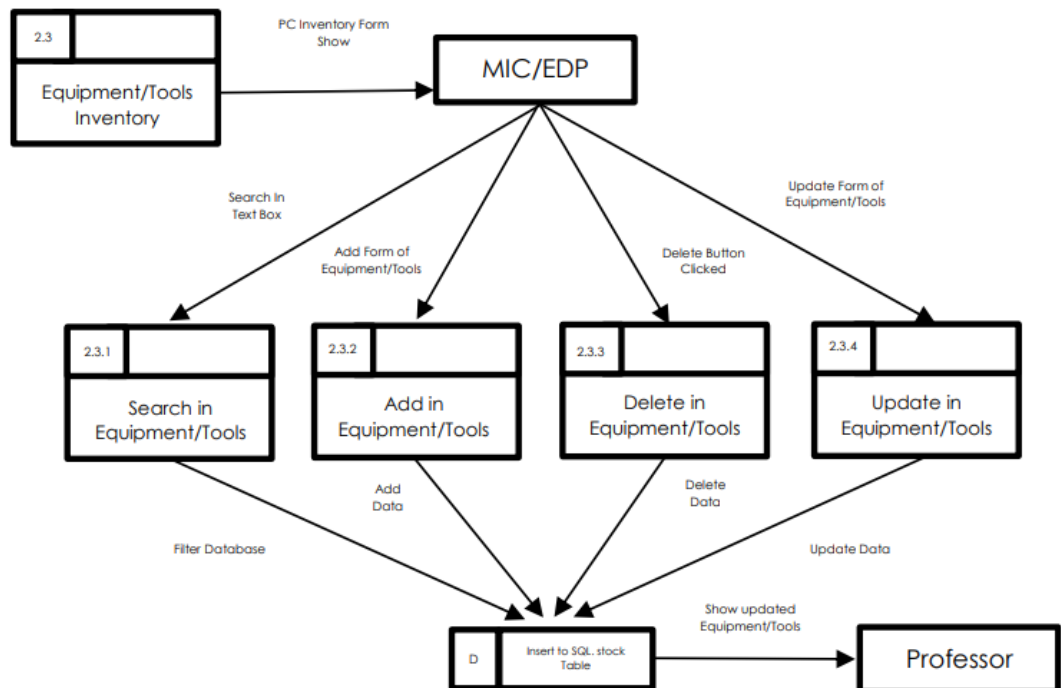 2.3
Equipment/Tools
Inventory
PC Inventory Form
Show
MIC/EDP
Search In
Text Box
Add Form of
Equipment/Tools
Delete Button
Clicked
Update Form of
Equipment/Tools
2.3.1
Search in
Equipment/Tools
2.3.2
Add in
Equipment/Tools
2.3.3
Delete in
Equipment/Tools
2.3.4
Update in
Equipment/Tools
Filter Database
Add
Data
Delete
Data
Update Data
D
Insert to SQL. stock
Table
Show updated
Equipment/Tools
Professor